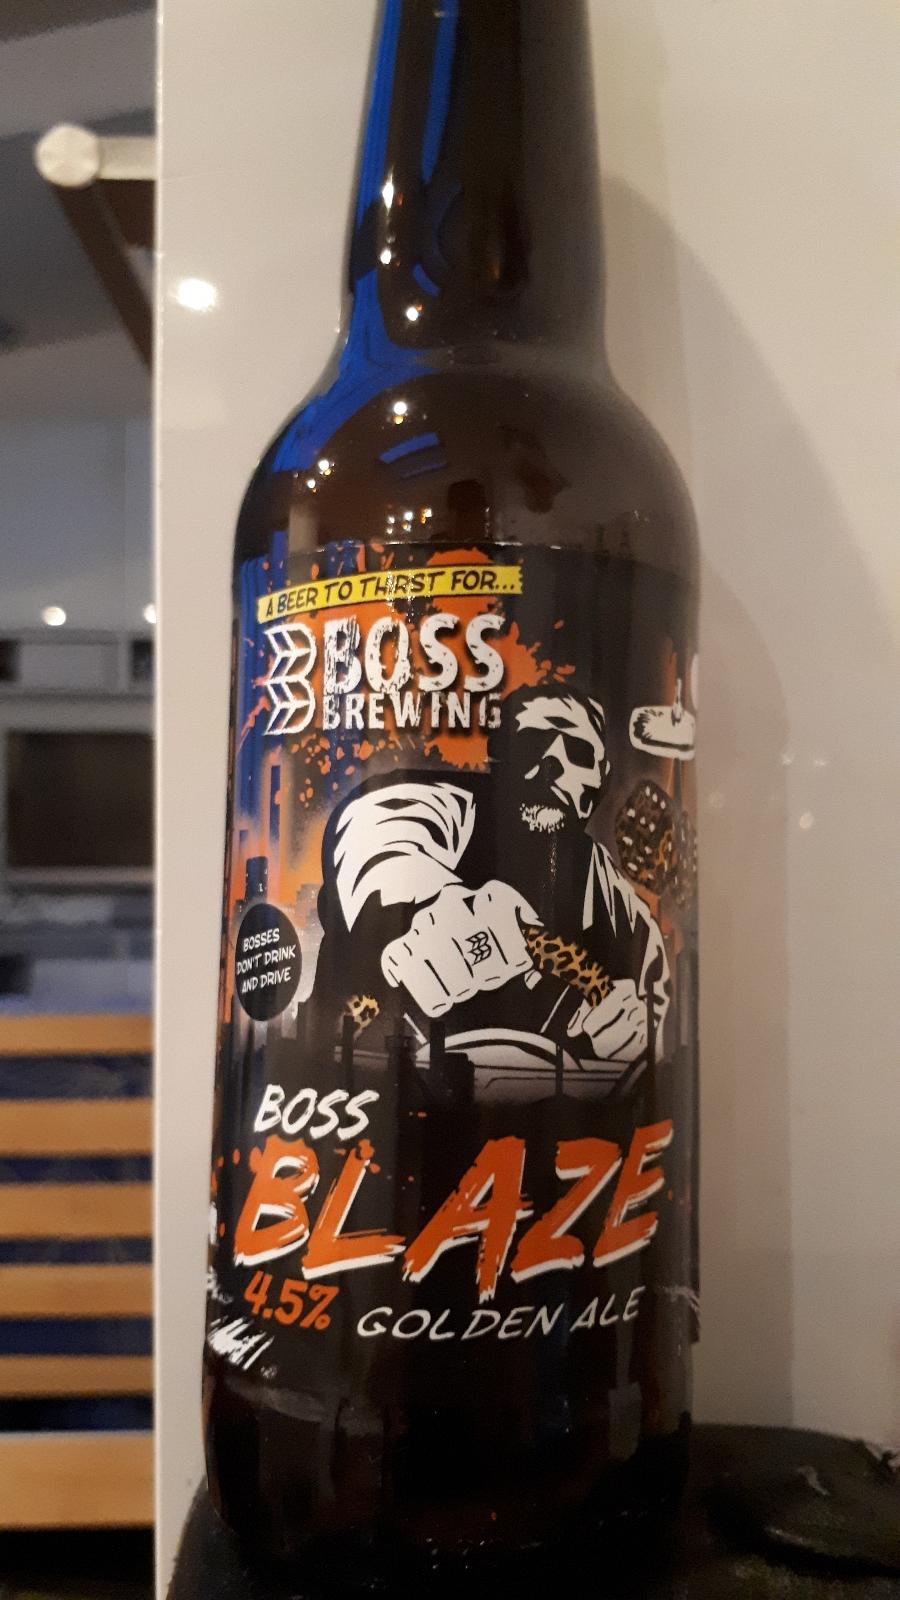 A BEER TO THIRST FOR...
BOSS
BREWING
BOSSES
DON'T DRINK
AND DRIVE
BOSS
BLAZE
4.5%
GOLDEN ALE